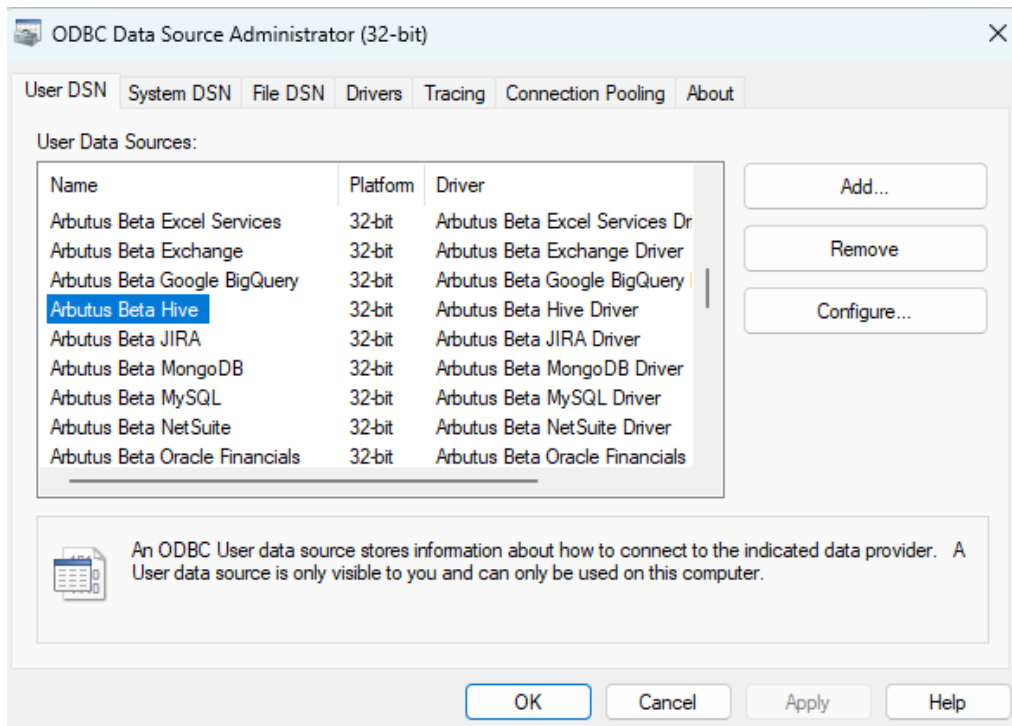 ODBC Data Source Administrator (32-bit)
User DSN System DSN File DSN Drivers Tracing Connection Pooling About
User Data Sources:
Name Platform Driver
Arbutus Beta Excel Services 32-bit Arbutus Beta Excel Services Dr
Arbutus Beta Exchange 32-bit Arbutus Beta Exchange Driver
Arbutus Beta Google BigQuery 32-bit Arbutus Beta Google BigQuery
Arbutus Beta Hive 32-bit Arbutus Beta Hive Driver
Arbutus Beta JIRA 32-bit Arbutus Beta JIRA Driver
Arbutus Beta MongoDB 32-bit Arbutus Beta MongoDB Driver
Arbutus Beta MySQL 32-bit Arbutus Beta MySQL Driver
Arbutus Beta NetSuite 32-bit Arbutus Beta NetSuite Driver
Arbutus Beta Oracle Financials 32-bit Arbutus Beta Oracle Financials
Add...
Remove
Configure...
An ODBC User data source stores information about how to connect to the indicated data provider. A
User data source is only visible to you and can only be used on this computer.
OK Cancel Apply Help